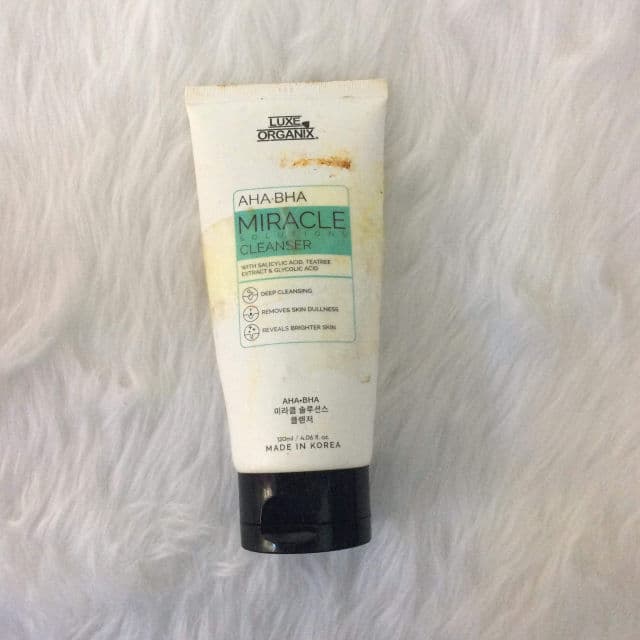 LUXE
ORGANIX
AHA•BHA
MIRACLE
SOLUTIONS
CLEANSER
WITH SALICYLIC ACID, TEATREE
EXTRACT & GLYCOLIC ACID
DEEP CLEANSING
REMOVES SKIN DULLNESS
REVEALS BRIGHTER SKIN
AHA•BHA
미라클 솔루션스
클렌저
120ml / 4.06 fl. oz.
MADE IN KOREA